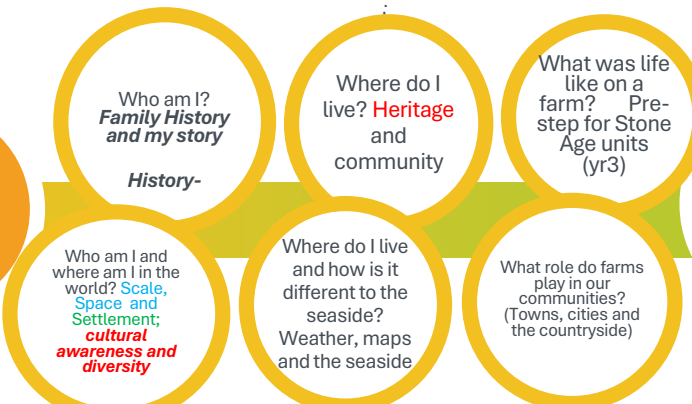 Who am I?
Family History
and my story
History-
Where do I
live? Heritage
and
community
What was life
like on a
farm? Pre-
step for Stone
Age units
(yr3)
Who am I and
where am I in the
world? Scale,
Space and
Settlement;
cultural
awareness and
diversity
Where do I live
and how is it
different to the
seaside?
Weather, maps
and the seaside
What role do farms
play in our
communities?
(Towns, cities and
the countryside)